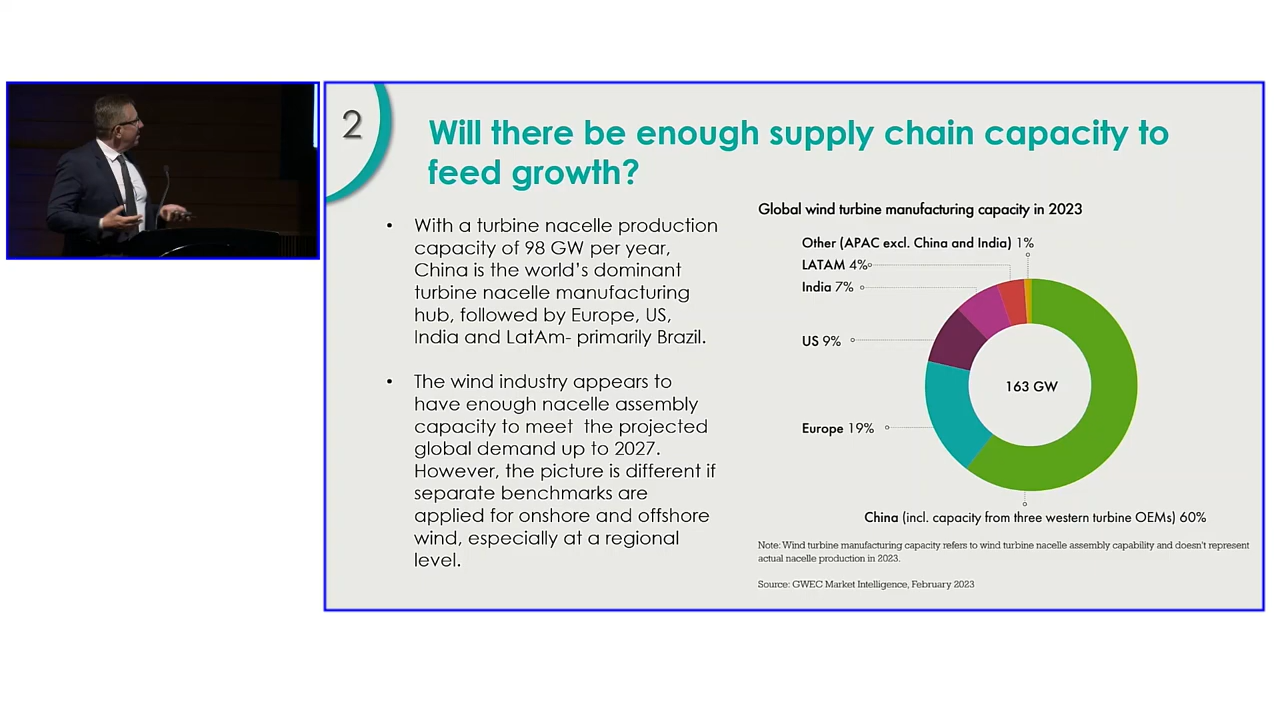 2
Will there be enough supply chain capacity to
feed growth?
• With a turbine nacelle production
capacity of 98 GW per year,
China is the world's dominant
turbine nacelle manufacturing
hub, followed by Europe, US,
India and LatAm- primarily Brazil.
• The wind industry appears to
have enough nacelle assembly
capacity to meet the projected
global demand up to 2027.
However, the picture is different if
separate benchmarks are
applied for onshore and offshore
wind, especially at a regional
level.
Global wind turbine manufacturing capacity in 2023
Other (APAC excl. China and India) 1%
LATAM 4%
India 7%
US 9%
163 GW
Europe 19%
China (incl. capacity from three western turbine OEMs) 60%
Note: Wind turbine manufacturing capacity refers to wind turbine nacelle assembly capability and doesn't represent
actual nacelle production in 2023.
Source: GWEC Market Intelligence, February 2023